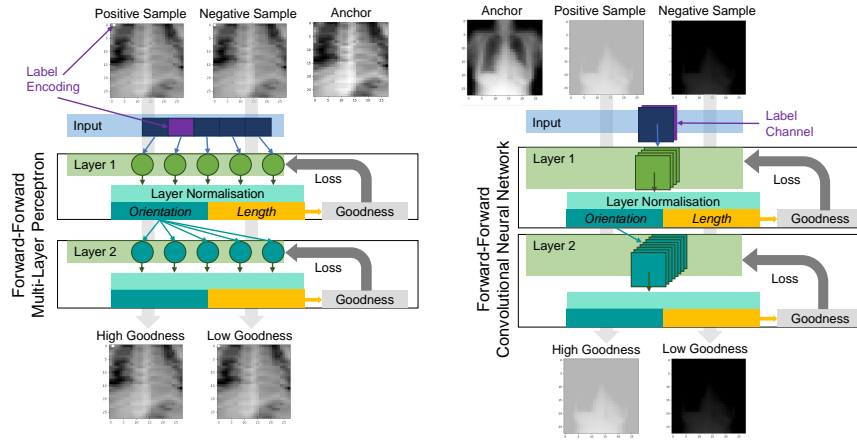 Positive Sample
Negative Sample
Anchor
Label
Encoding
Input
Forward-Forward
Multi-Layer Perceptron
Layer 1
Loss
Layer Normalisation
Orientation
Length
Goodness
Layer 2
Loss
Goodness
High Goodness
Low Goodness
Anchor
Positive Sample
Negative Sample
Input
Label
Channel
Forward-Forward
Convolutional Neural Network
Layer 1
Loss
Layer Normalisation
Orientation
Length
Goodness
Layer 2
Loss
Goodness
High Goodness
Low Goodness